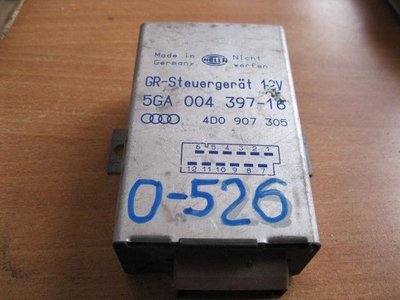 Made in Germany
HELLA
Nicht werfen
GR-Steuergerät 12V
5GA 004 397-16
4D0 907 305
6 5 4 3 2 1
12 11 10 9 8 7
0-526